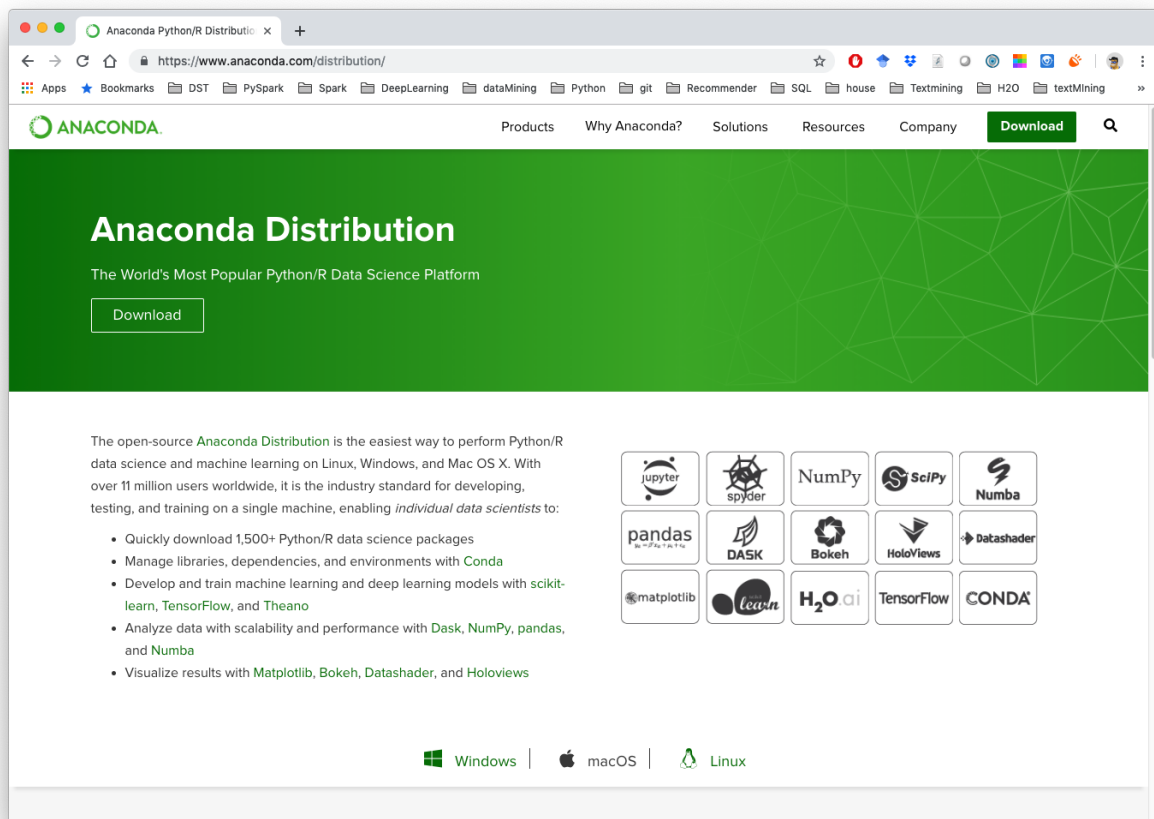 Anaconda Python/R Distributio
https://www.anaconda.com/distribution/
Apps Bookmarks DST PySpark Spark DeepLearning dataMining Python git Recommender SQL house Textmining H2O textMIning »
ANACONDA. Products Why Anaconda? Solutions Resources Company Download
Anaconda Distribution
The World's Most Popular Python/R Data Science Platform
Download
The open-source Anaconda Distribution is the easiest way to perform Python/R
data science and machine learning on Linux, Windows, and Mac OS X. With
over 11 million users worldwide, it is the industry standard for developing,
testing, and training on a single machine, enabling individual data scientists to:
• Quickly download 1,500+ Python/R data science packages
• Manage libraries, dependencies, and environments with Conda
• Develop and train machine learning and deep learning models with scikit-
learn, TensorFlow, and Theano
• Analyze data with scalability and performance with Dask, NumPy, pandas,
and Numba
• Visualize results with Matplotlib, Bokeh, Datashader, and Holoviews
jupyter spyder NumPy SciPy Numba
pandas DASK Bokeh HoloViews Datashader
matplotlib learn H2O.ai TensorFlow CONDA
Windows macOS Linux